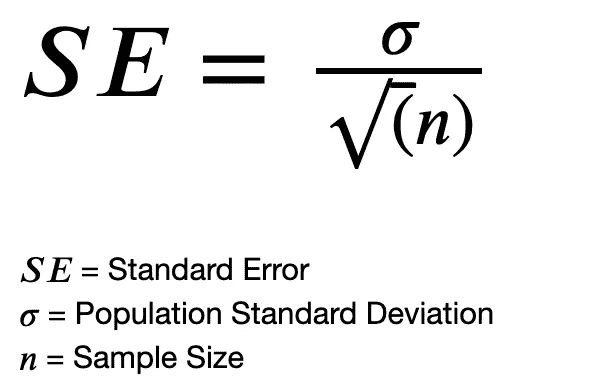 SE = σ / √(n)
SE = Standard Error
σ = Population Standard Deviation
n = Sample Size